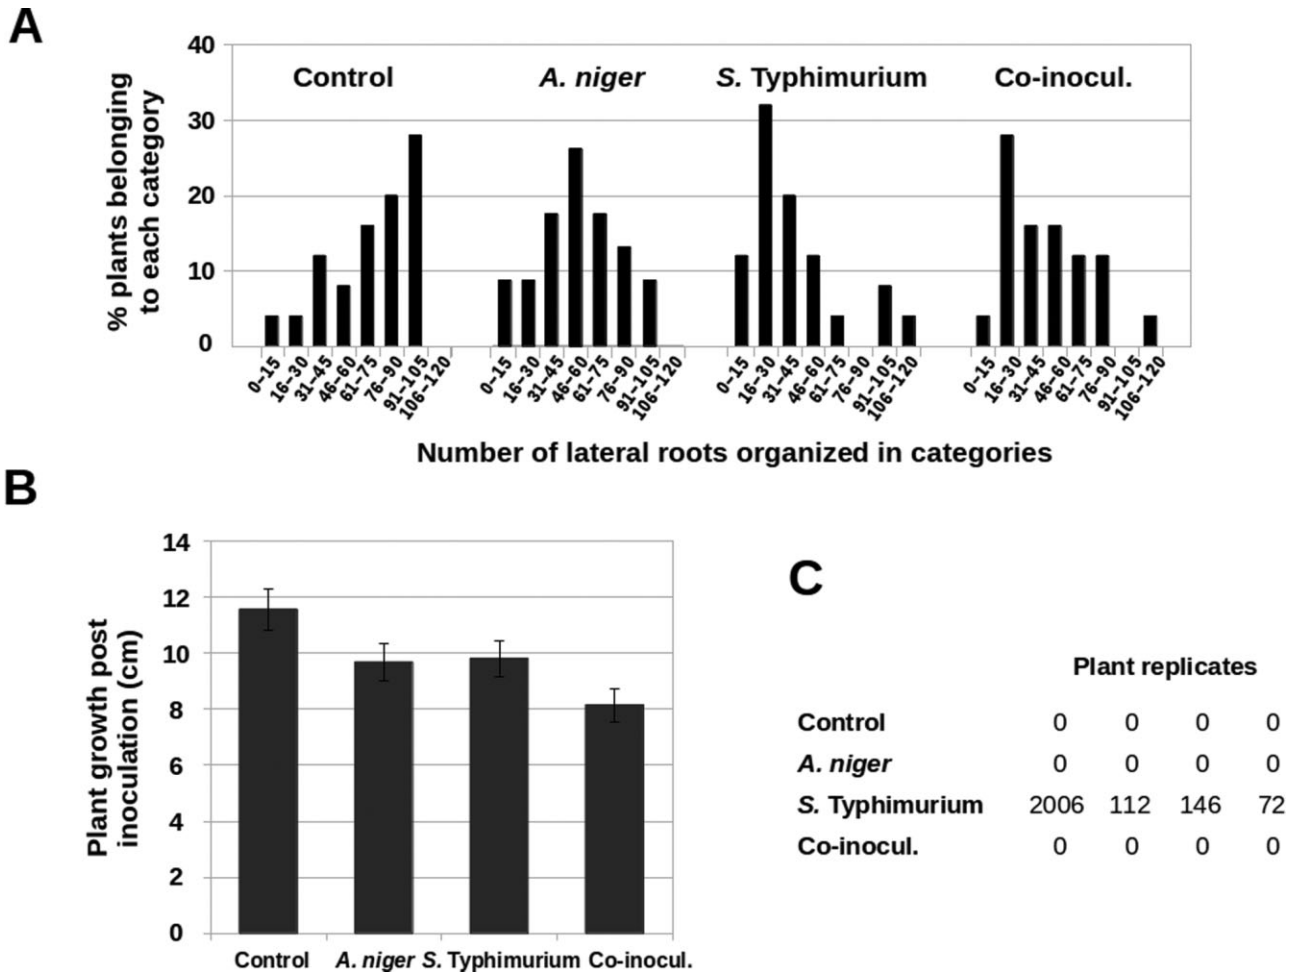 A
40
30
20
10
0
% plants belonging
to each category
Control
A. niger
S. Typhimurium
Co-inocul.
0–15
16–30
31–45
46–60
61–75
76–90
91–105
106–120
0–15
16–30
31–45
46–60
61–75
76–90
91–105
106–120
0–15
16–30
31–45
46–60
61–75
76–90
91–105
106–120
0–15
16–30
31–45
46–60
61–75
76–90
91–105
106–120
Number of lateral roots organized in categories
B
14
12
10
8
6
4
2
0
Plant growth post
inoculation (cm)
Control A. niger S. Typhimurium Co-inocul.
C
Plant replicates
Control 0 0 0 0
A. niger 0 0 0 0
S. Typhimurium 2006 112 146 72
Co-inocul. 0 0 0 0